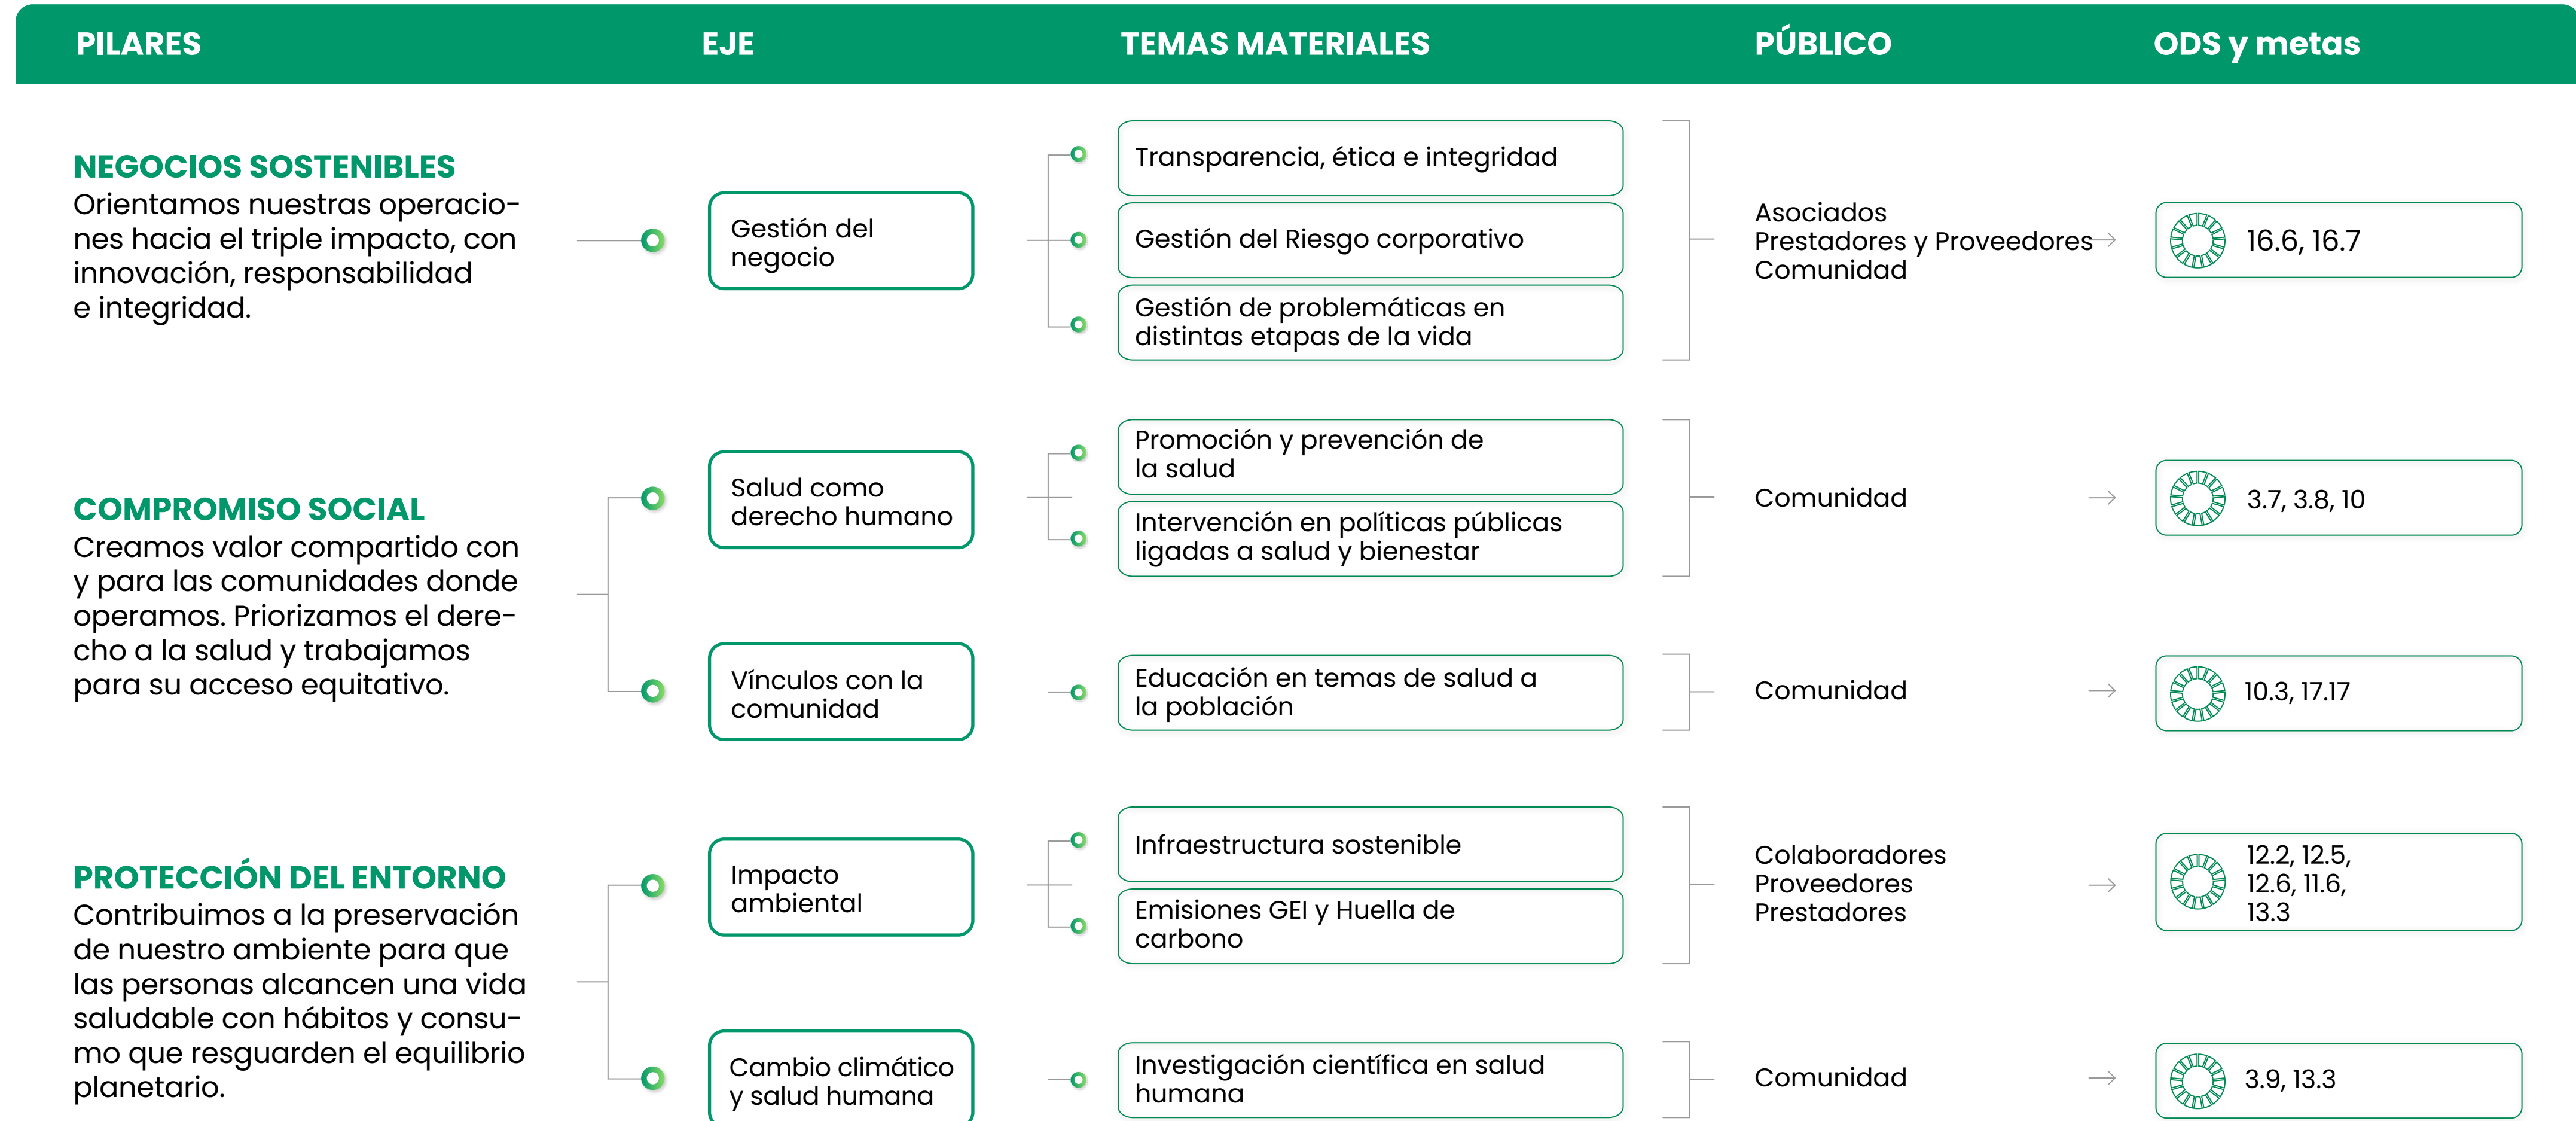 PILARES
EJE
TEMAS MATERIALES
PÚBLICO
ODS y metas
NEGOCIOS SOSTENIBLES
Orientamos nuestras operacio-
nes hacia el triple impacto, con
innovación, responsabilidad
e integridad.
Gestión del
negocio
Transparencia, ética e integridad
Gestión del Riesgo corporativo
Gestión de problemáticas en
distintas etapas de la vida
Asociados
Prestadores y Proveedores
Comunidad
16.6, 16.7
COMPROMISO SOCIAL
Creamos valor compartido con
y para las comunidades donde
operamos. Priorizamos el dere-
cho a la salud y trabajamos
para su acceso equitativo.
Salud como
derecho humano
Promoción y prevención de
la salud
Intervención en políticas públicas
ligadas a salud y bienestar
Comunidad
3.7, 3.8, 10
Vínculos con la
comunidad
Educación en temas de salud a
la población
Comunidad
10.3, 17.17
PROTECCIÓN DEL ENTORNO
Contribuimos a la preservación
de nuestro ambiente para que
las personas alcancen una vida
saludable con hábitos y consu-
mo que resguarden el equilibrio
planetario.
Impacto
ambiental
Infraestructura sostenible
Emisiones GEI y Huella de
carbono
Colaboradores
Proveedores
Prestadores
12.2, 12.5,
12.6, 11.6,
13.3
Cambio climático
y salud humana
Investigación científica en salud
humana
Comunidad
3.9, 13.3